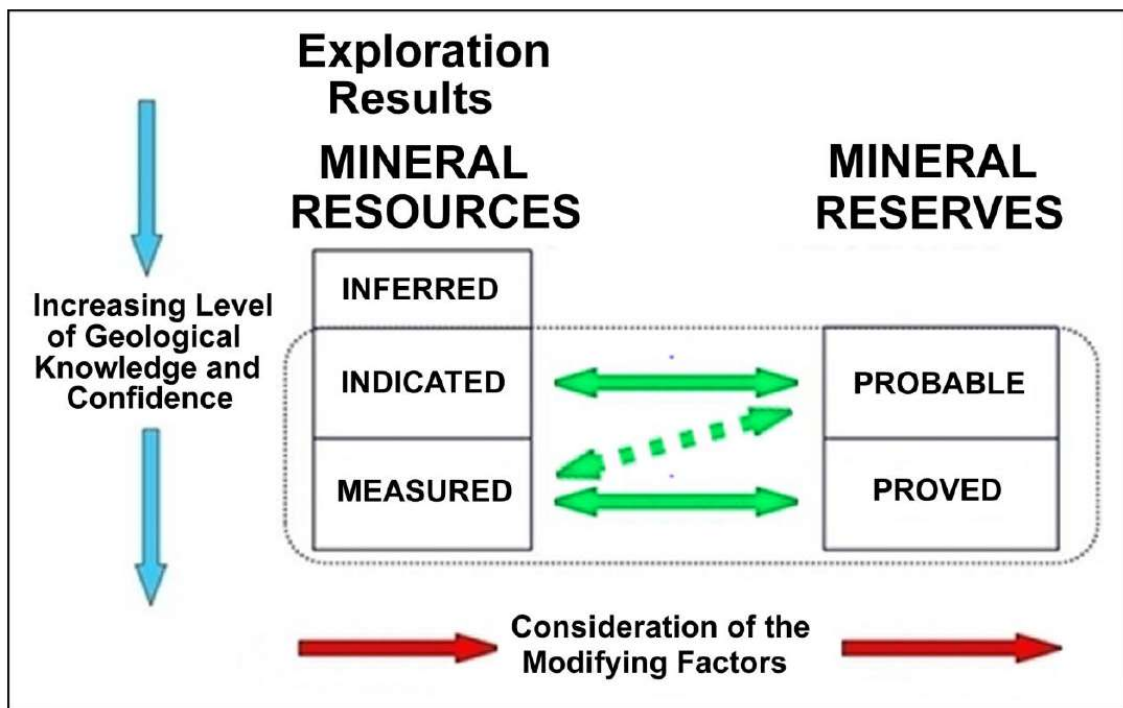 Exploration
Results
MINERAL
RESOURCES
MINERAL
RESERVES
Increasing Level
of Geological
Knowledge and
Confidence
INFERRED
INDICATED
MEASURED
PROBABLE
PROVED
Consideration of the
Modifying Factors